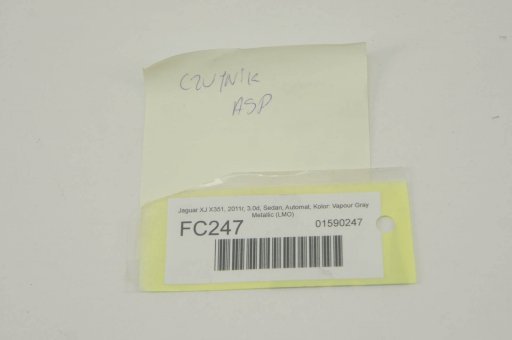 CZUJNIK
ASP
Jaguar XJ X351, 2011r, 3.0d, Sedan, Automat, Kolor: Vapour Gray
Metallic (LMC)
FC247 01590247